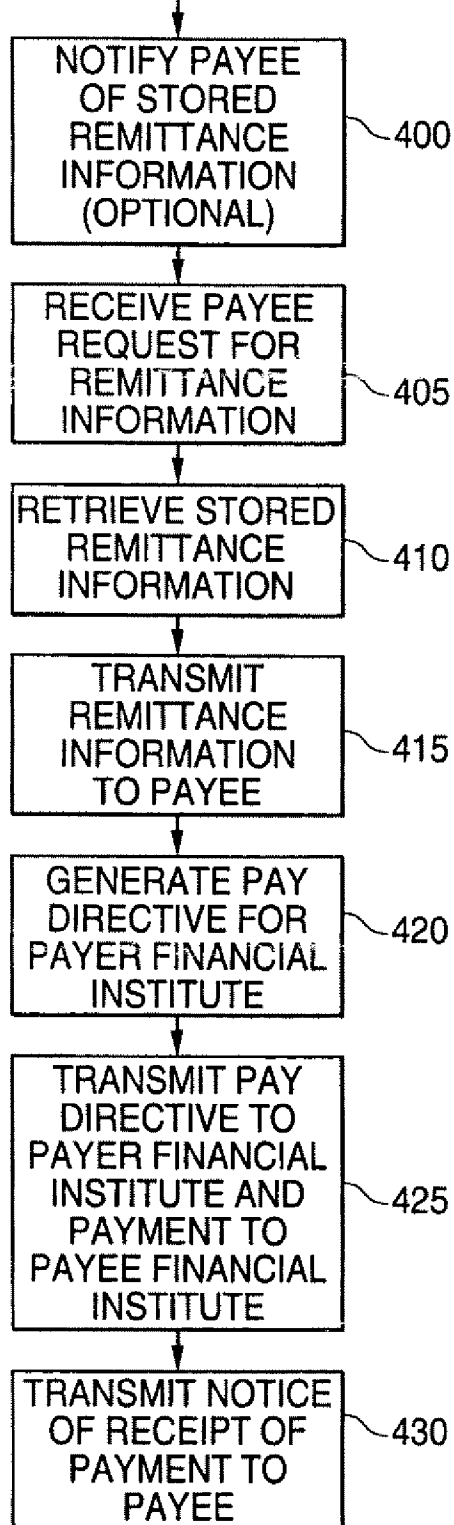 NOTIFY PAYEE
OF STORED
REMITTANCE
INFORMATION
(OPTIONAL)
400
RECEIVE PAYEE
REQUEST FOR
REMITTANCE
INFORMATION
405
RETRIEVE STORED
REMITTANCE
INFORMATION
410
TRANSMIT
REMITTANCE
INFORMATION
TO PAYEE
415
GENERATE PAY
DIRECTIVE FOR
PAYER FINANCIAL
INSTITUTE
420
TRANSMIT PAY
DIRECTIVE TO
PAYER FINANCIAL
INSTITUTE AND
PAYMENT TO
PAYEE FINANCIAL
INSTITUTE
425
TRANSMIT NOTICE
OF RECEIPT OF
PAYMENT TO
PAYEE
430